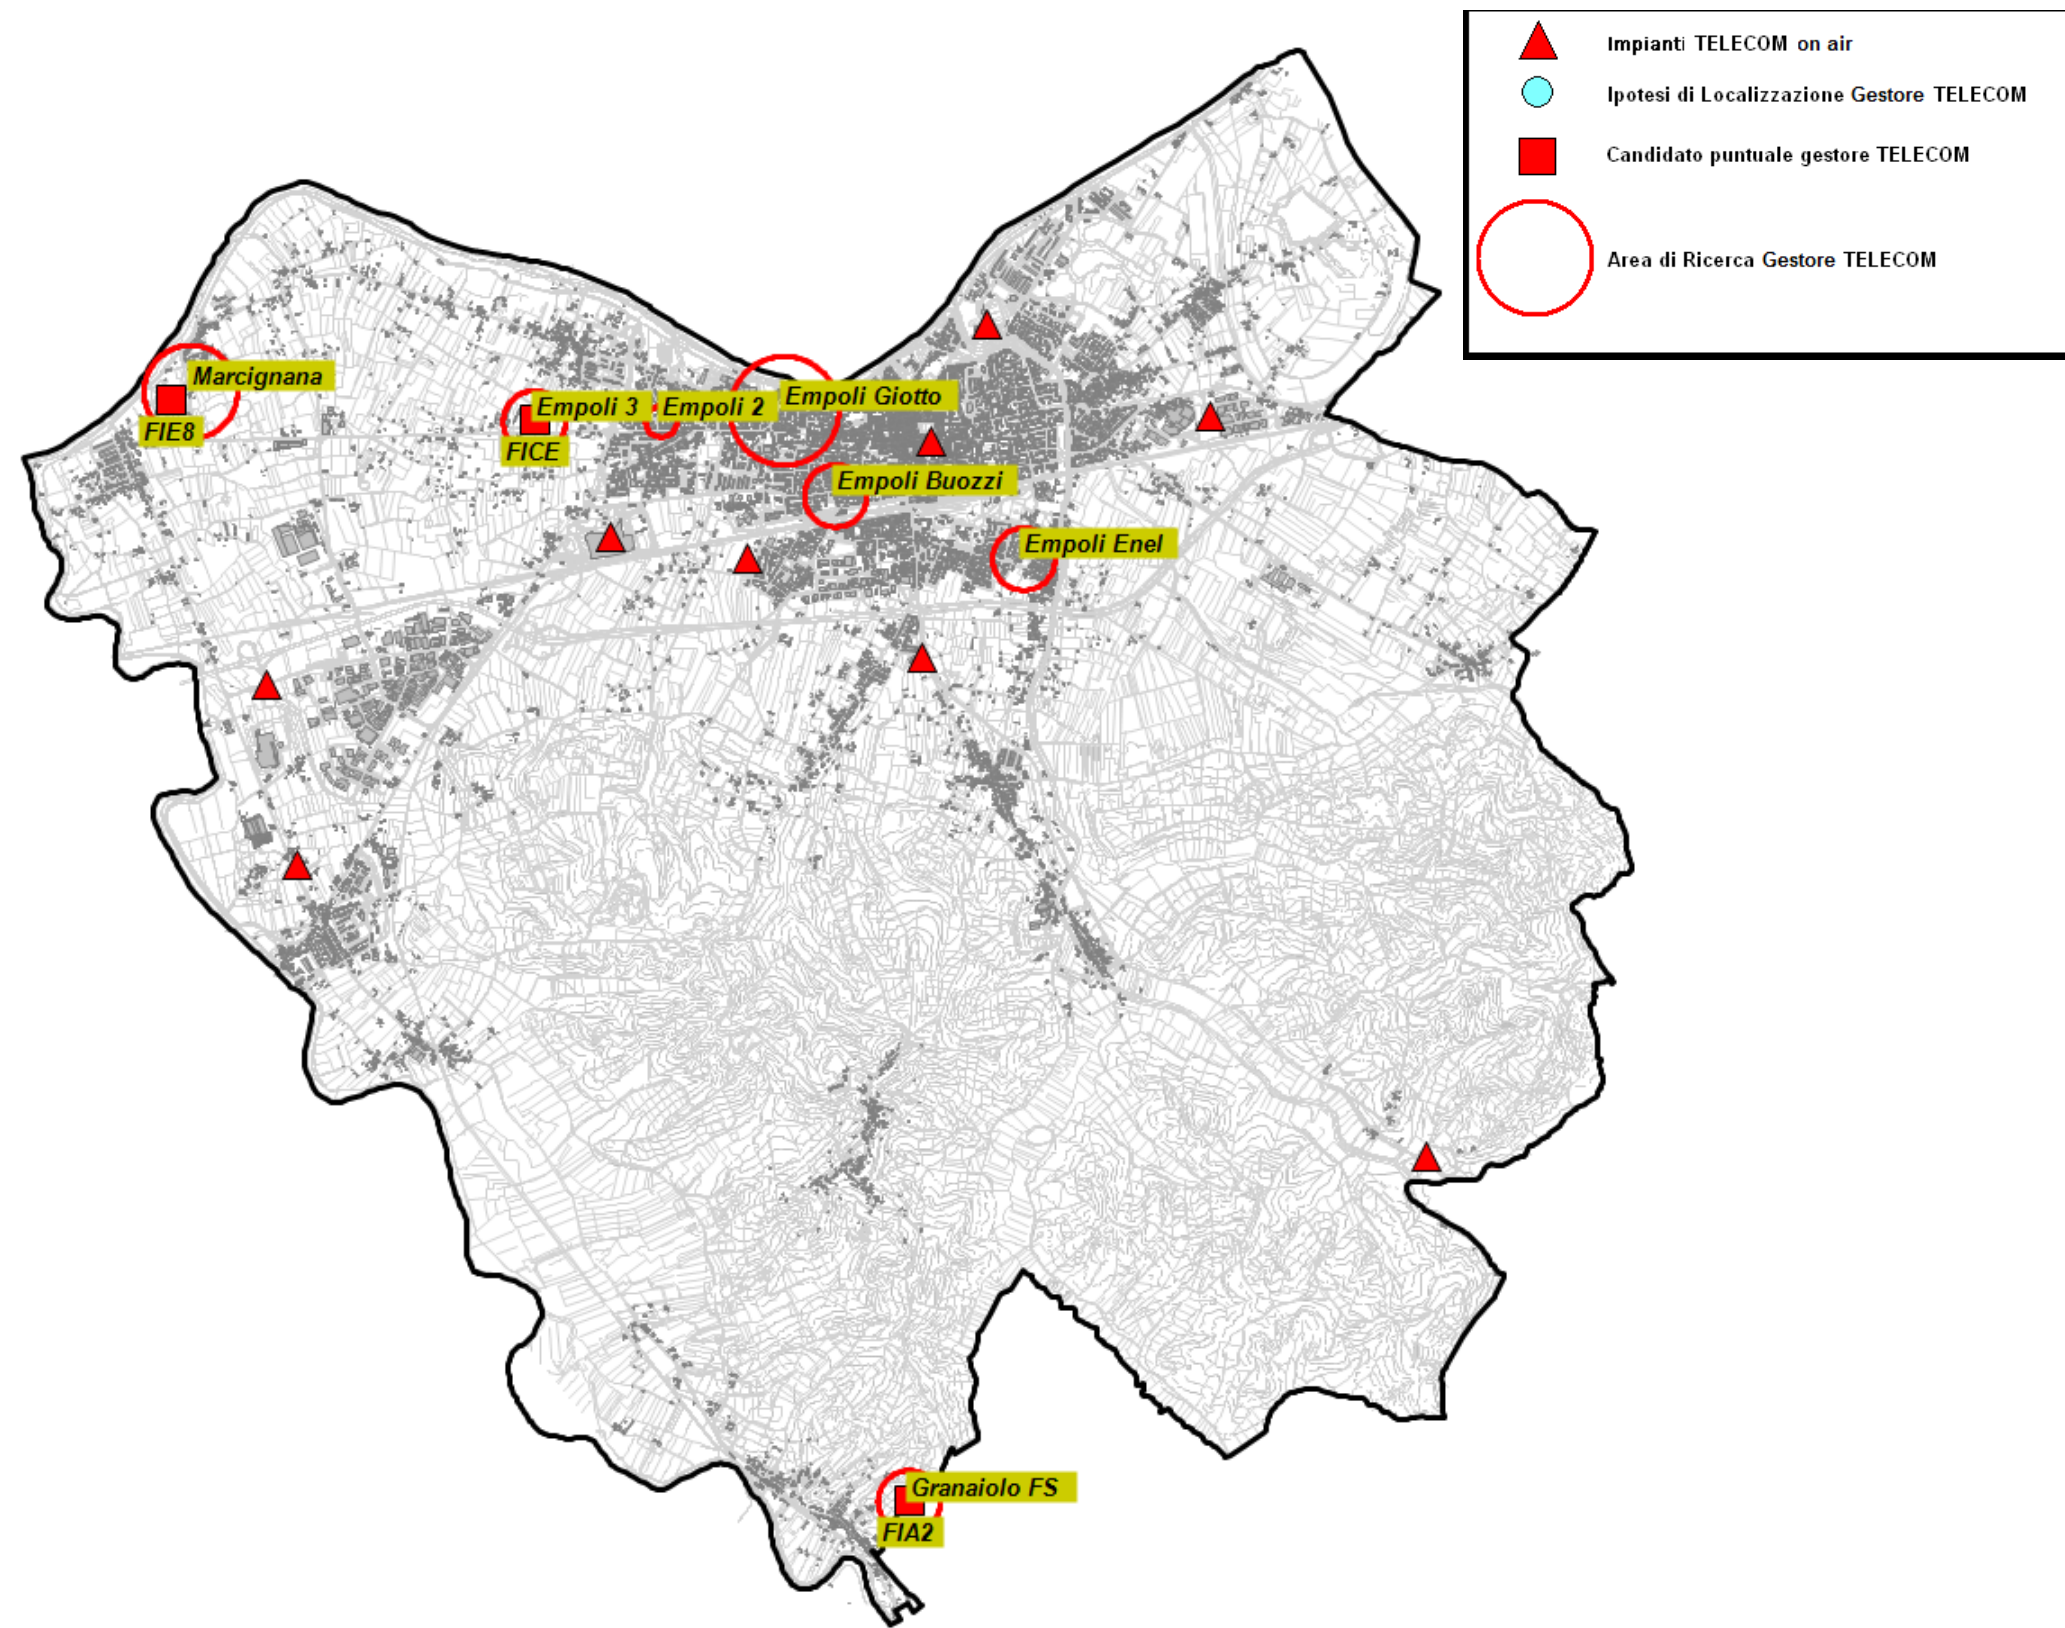 Impianti TELECOM on air
Ipotesi di Localizzazione Gestore TELECOM
Candidato puntuale gestore TELECOM
Area di Ricerca Gestore TELECOM
Marcignana
FIE8
Empoli 3
FICE
Empoli 2
Empoli Giotto
Empoli Buozzi
Empoli Enel
Granaiolo FS
FIA2